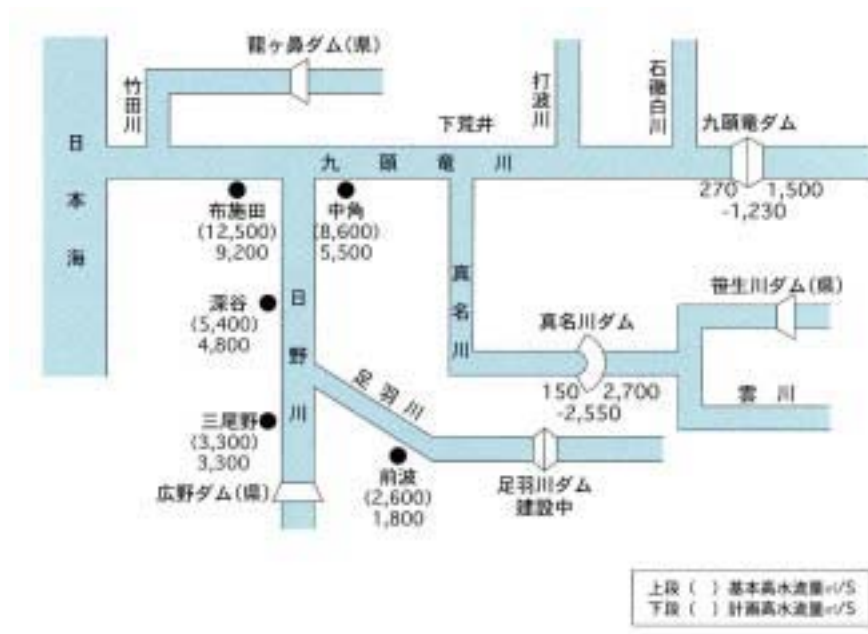 龍ヶ鼻ダム(県)
竹田川
打波川
石徹白川
下荒井
九頭竜ダム
日本海
九頭竜川
270 1,500
-1,230
布施田
(12,500)
9,200
中角
(8,600)
5,500
真名川
笹生川ダム(県)
深谷
(5,400)
4,800
日野川
真名川ダム
150 2,700
-2,550
足羽川
雲川
三尾野
(3,300)
3,300
前波
(2,600)
1,800
広野ダム(県)
足羽川ダム
建設中
上段( )基本高水流量㎥/S
下段( )計画高水流量㎥/S